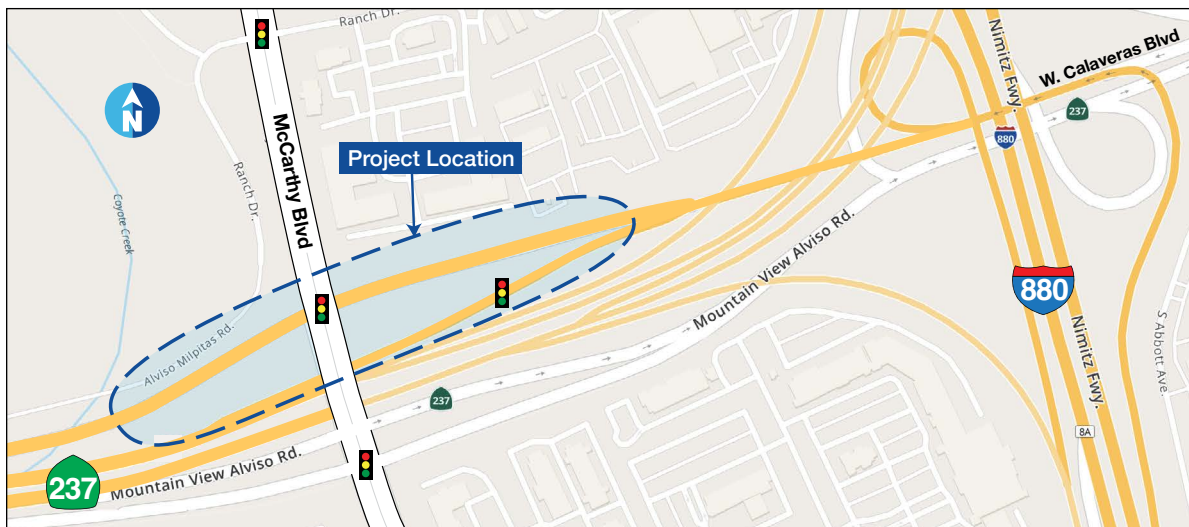 Ranch Dr.
Nimitz Fwy.
W. Calaveras Blvd
237
880
N
McCarthy Blvd
Project Location
Ranch Dr.
Coyote Creek
Mountain View Alviso Rd.
880
S Abbott Ave.
Alviso Milpitas Rd.
Nimitz Fwy.
237
8A
Mountain View Alviso Rd.
237